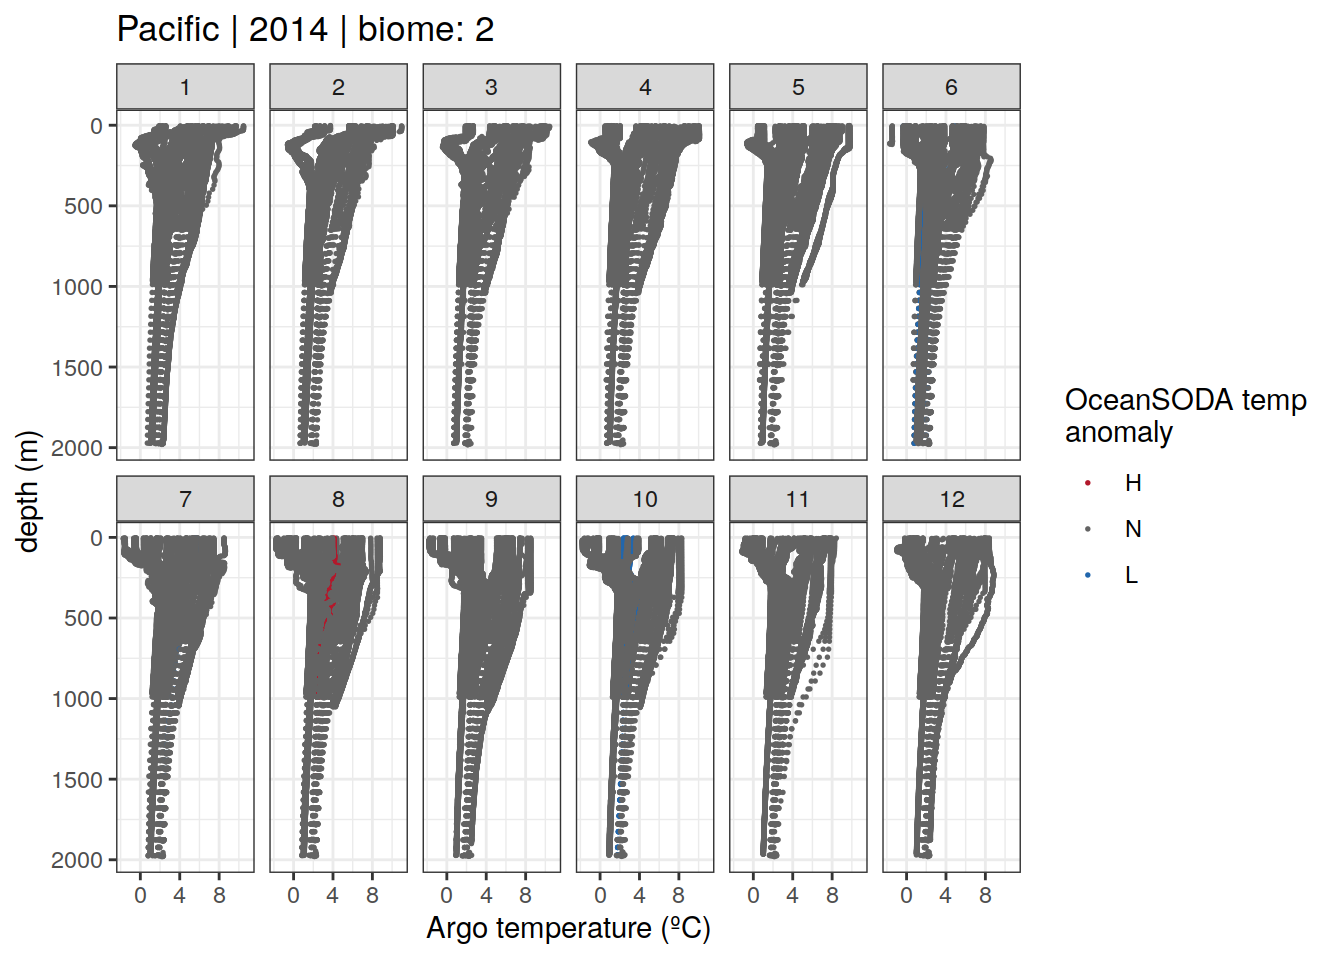 Pacific | 2014 | biome: 2
1 2 3 4 5 6
0
500
1000
1500
2000
7 8 9 10 11 12
0
500
1000
1500
2000
0 4 8 0 4 8 0 4 8 0 4 8 0 4 8 0 4 8
depth (m)
Argo temperature (ºC)
OceanSODA temp
anomaly
H
N
L